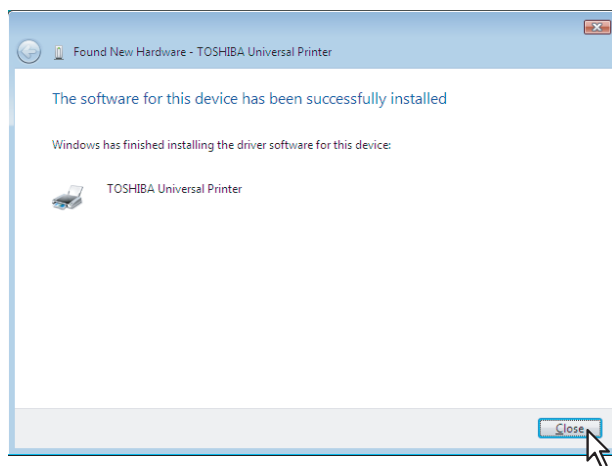 Found New Hardware - TOSHIBA Universal Printer
The software for this device has been successfully installed
Windows has finished installing the driver software for this device:
TOSHIBA Universal Printer
Close